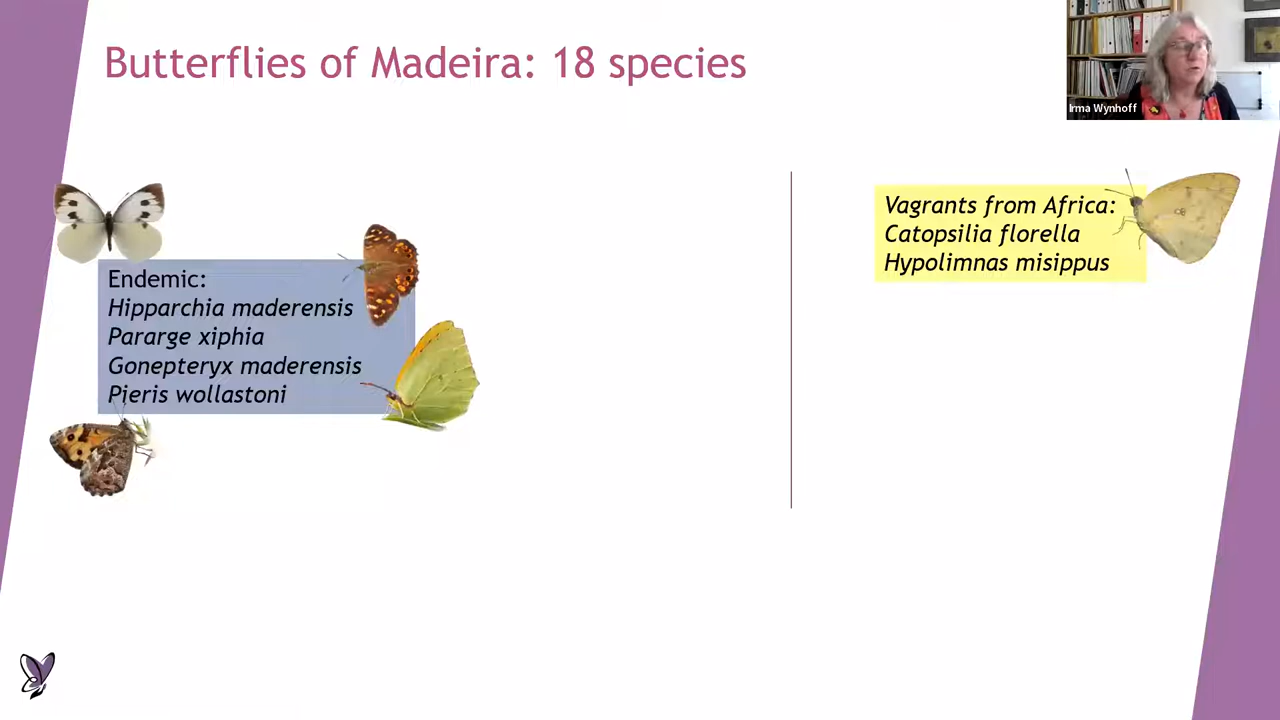 Butterflies of Madeira: 18 species
Irma Wynhoff
Endemic:
Hipparchia maderensis
Pararge xiphia
Gonepteryx maderensis
Pieris wollastoni
Vagrants from Africa:
Catopsilia florella
Hypolimnas misippus